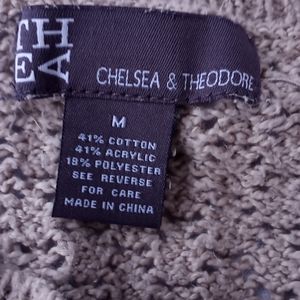 TH
EA
CHELSEA & THEODORE
M
41% COTTON
41% ACRYLIC
18% POLYESTER
SEE REVERSE
FOR CARE
MADE IN CHINA